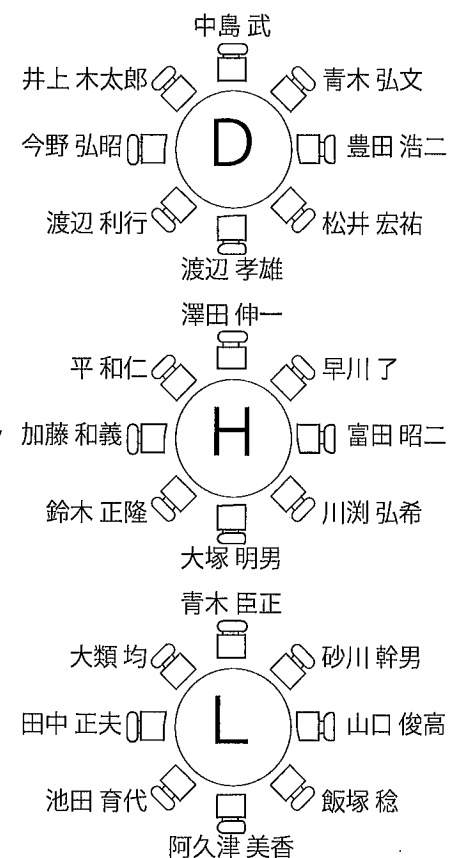 中島 武
井上 木太郎
青木 弘文
今野 弘昭
D
豊田 浩二
渡辺 利行
松井 宏祐
渡辺 孝雄
澤田 伸一
平 和仁
早川 了
加藤 和義
H
富田 昭二
鈴木 正隆
川渕 弘希
大塚 明男
青木 臣正
大類 均
砂川 幹男
田中 正夫
L
山口 俊高
池田 育代
飯塚 稔
阿久津 美香